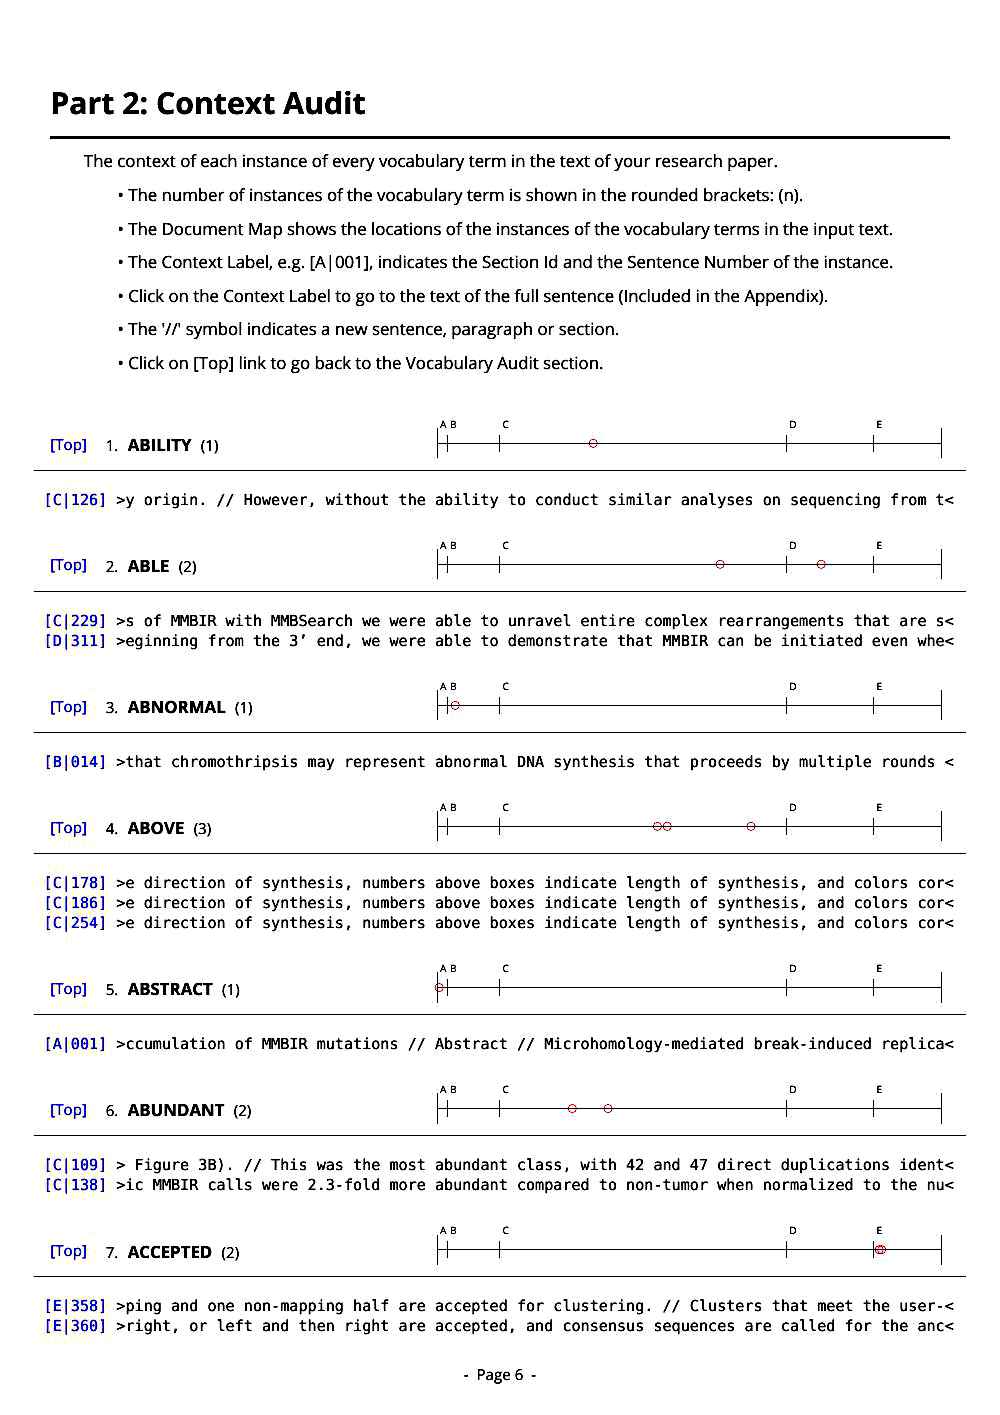 Part 2: Context Audit
The context of each instance of every vocabulary term in the text of your research paper.
• The number of instances of the vocabulary term is shown in the rounded brackets: (n).
• The Document Map shows the locations of the instances of the vocabulary terms in the input text.
• The Context Label, e.g. [A|001], indicates the Section Id and the Sentence Number of the instance.
• Click on the Context Label to go to the text of the full sentence (Included in the Appendix).
• The '//' symbol indicates a new sentence, paragraph or section.
• Click on [Top] link to go back to the Vocabulary Audit section.
A B C D E
[Top] 1. ABILITY (1)
[C|126] >y origin. // However, without the ability to conduct similar analyses on sequencing from t<
A B C D E
[Top] 2. ABLE (2)
[C|229] >s of MMBIR with MMBSearch we were able to unravel entire complex rearrangements that are s<
[D|311] >eginning from the 3’ end, we were able to demonstrate that MMBIR can be initiated even whe<
A B C D E
[Top] 3. ABNORMAL (1)
[B|014] >that chromothripsis may represent abnormal DNA synthesis that proceeds by multiple rounds <
A B C D E
[Top] 4. ABOVE (3)
[C|178] >e direction of synthesis, numbers above boxes indicate length of synthesis, and colors cor<
[C|186] >e direction of synthesis, numbers above boxes indicate length of synthesis, and colors cor<
[C|254] >e direction of synthesis, numbers above boxes indicate length of synthesis, and colors cor<
A B C D E
[Top] 5. ABSTRACT (1)
[A|001] >ccumulation of MMBIR mutations // Abstract // Microhomology-mediated break-induced replica<
A B C D E
[Top] 6. ABUNDANT (2)
[C|109] > Figure 3B). // This was the most abundant class, with 42 and 47 direct duplications ident<
[C|138] >ic MMBIR calls were 2.3-fold more abundant compared to non-tumor when normalized to the nu<
A B C D E
[Top] 7. ACCEPTED (2)
[E|358] >ping and one non-mapping half are accepted for clustering. // Clusters that meet the user-<
[E|360] >right, or left and then right are accepted, and consensus sequences are called for the anc<
- Page 6 -